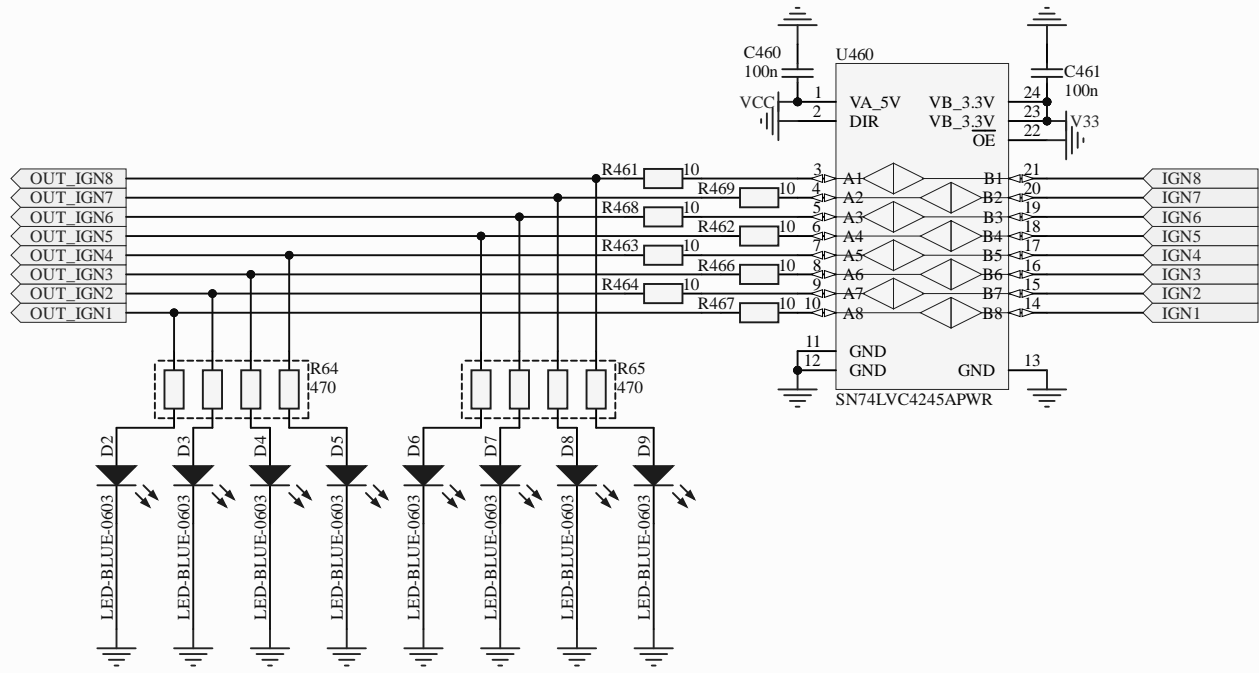 C460
100n
U460
C461
100n
VCC
1
VA_5V
VB_3.3V
24
2
DIR
VB_3.3V
23
V33
OE
22
OUT_IGN8
R461
10
3
A1
B1
21
IGN8
OUT_IGN7
R469
10
4
A2
B2
20
IGN7
OUT_IGN6
R468
10
5
A3
B3
19
IGN6
OUT_IGN5
R462
10
6
A4
B4
18
IGN5
OUT_IGN4
R463
10
7
A5
B5
17
IGN4
OUT_IGN3
R466
10
8
A6
B6
16
IGN3
OUT_IGN2
R464
10
9
A7
B7
15
IGN2
OUT_IGN1
R467
10
10
A8
B8
14
IGN1
11
GND
12
GND
GND
13
SN74LVC4245APWR
R64
470
R65
470
D2
D3
D4
D5
D6
D7
D8
D9
LED-BLUE-0603
LED-BLUE-0603
LED-BLUE-0603
LED-BLUE-0603
LED-BLUE-0603
LED-BLUE-0603
LED-BLUE-0603
LED-BLUE-0603